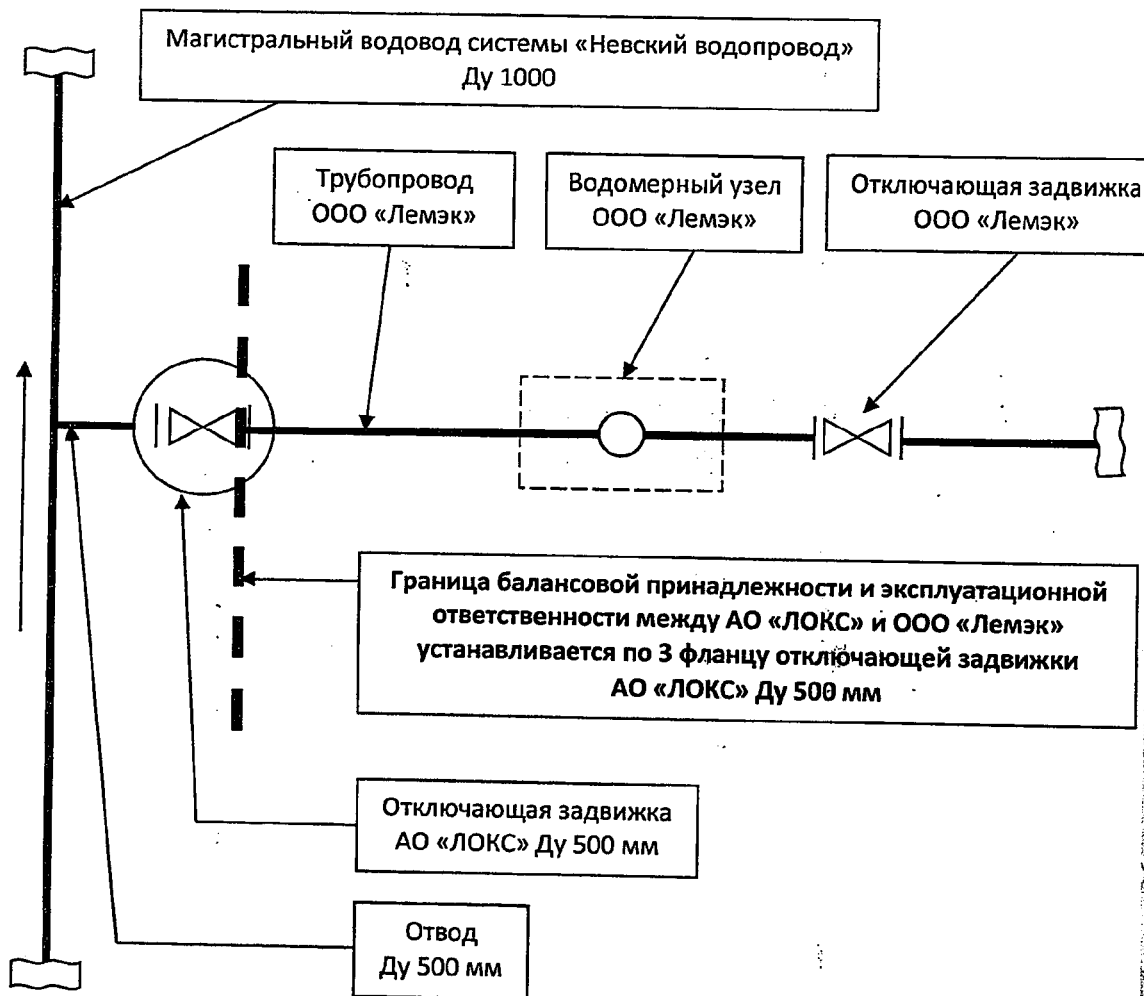 Магистральный водовод системы «Невский водопровод»
Ду 1000
Трубопровод
ООО «Лемэк»
Водомерный узел
ООО «Лемэк»
Отключающая задвижка
ООО «Лемэк»
Граница балансовой принадлежности и эксплуатационной
ответственности между АО «ЛОКС» и ООО «Лемэк»
устанавливается по 3 фланцу отключающей задвижки
АО «ЛОКС» Ду 500 мм
Отключающая задвижка
АО «ЛОКС» Ду 500 мм
Отвод
Ду 500 мм